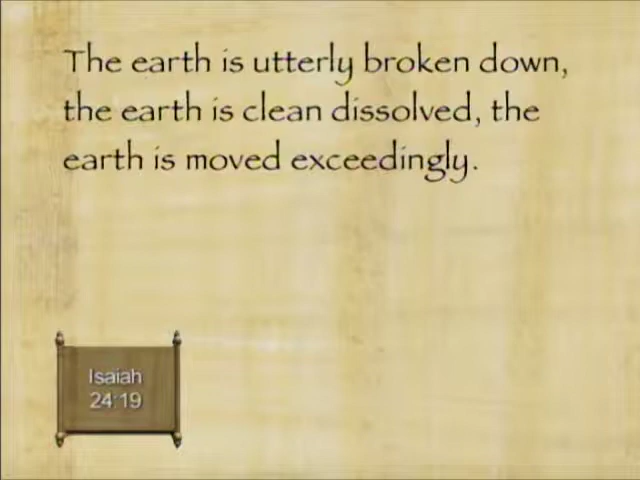 The earth is utterly broken down,
the earth is clean dissolved, the
earth is moved exceedingly.
Isaiah
24:19